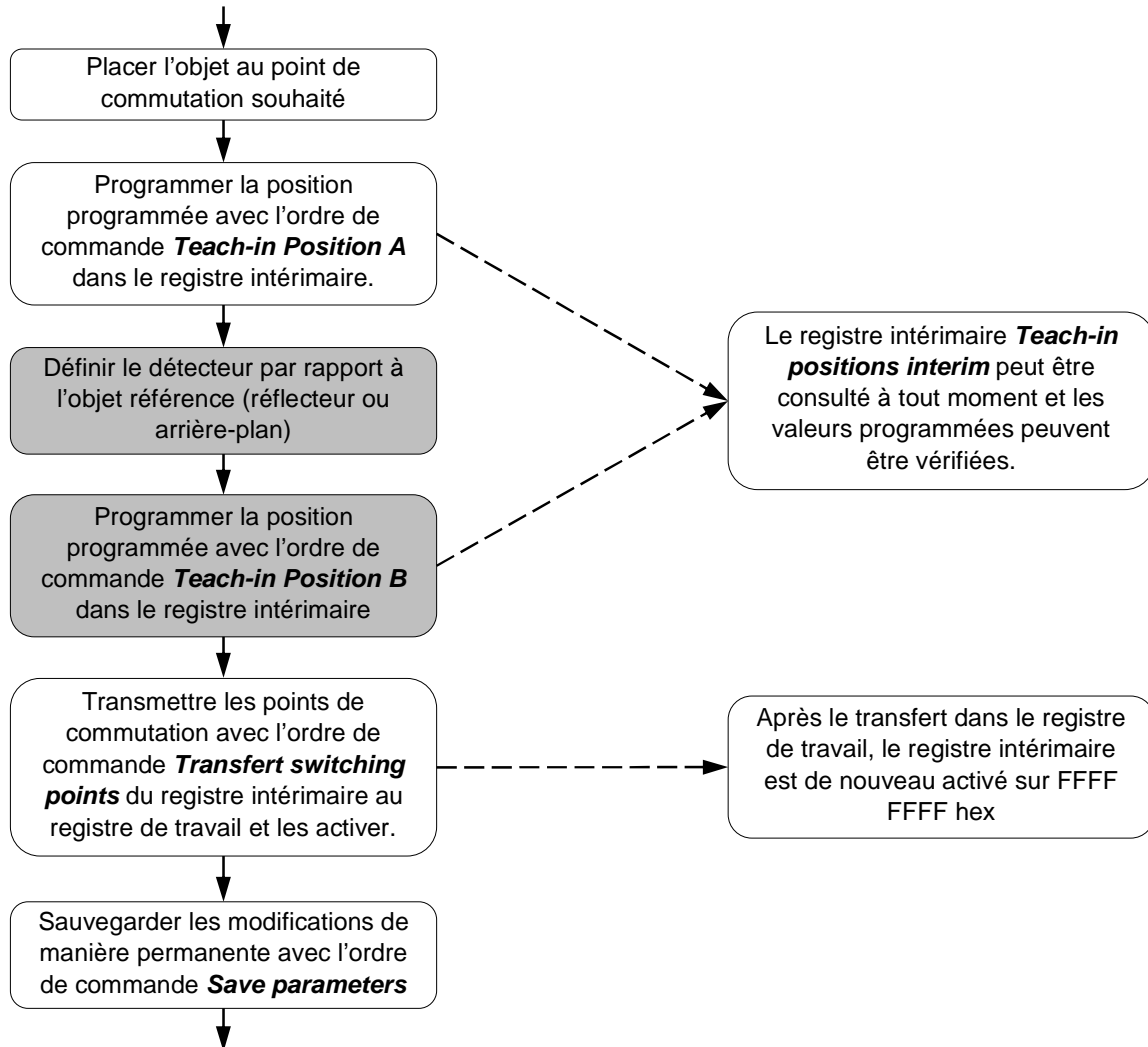 Placer l'objet au point de
commutation souhaité
Programmer la position
programmée avec l'ordre de
commande Teach-in Position A
dans le registre intérimaire.
Définir le détecteur par rapport à
l'objet référence (réflecteur ou
arrière-plan)
Programmer la position
programmée avec l'ordre de
commande Teach-in Position B
dans le registre intérimaire
Le registre intérimaire Teach-in
positions interim peut être
consulté à tout moment et les
valeurs programmées peuvent
être vérifiées.
Transmettre les points de
commutation avec l'ordre de
commande Transfert switching
points du registre intérimaire au
registre de travail et les activer.
Après le transfert dans le registre
de travail, le registre intérimaire
est de nouveau activé sur FFFF
FFFF hex
Sauvegarder les modifications de
manière permanente avec l'ordre
de commande Save parameters